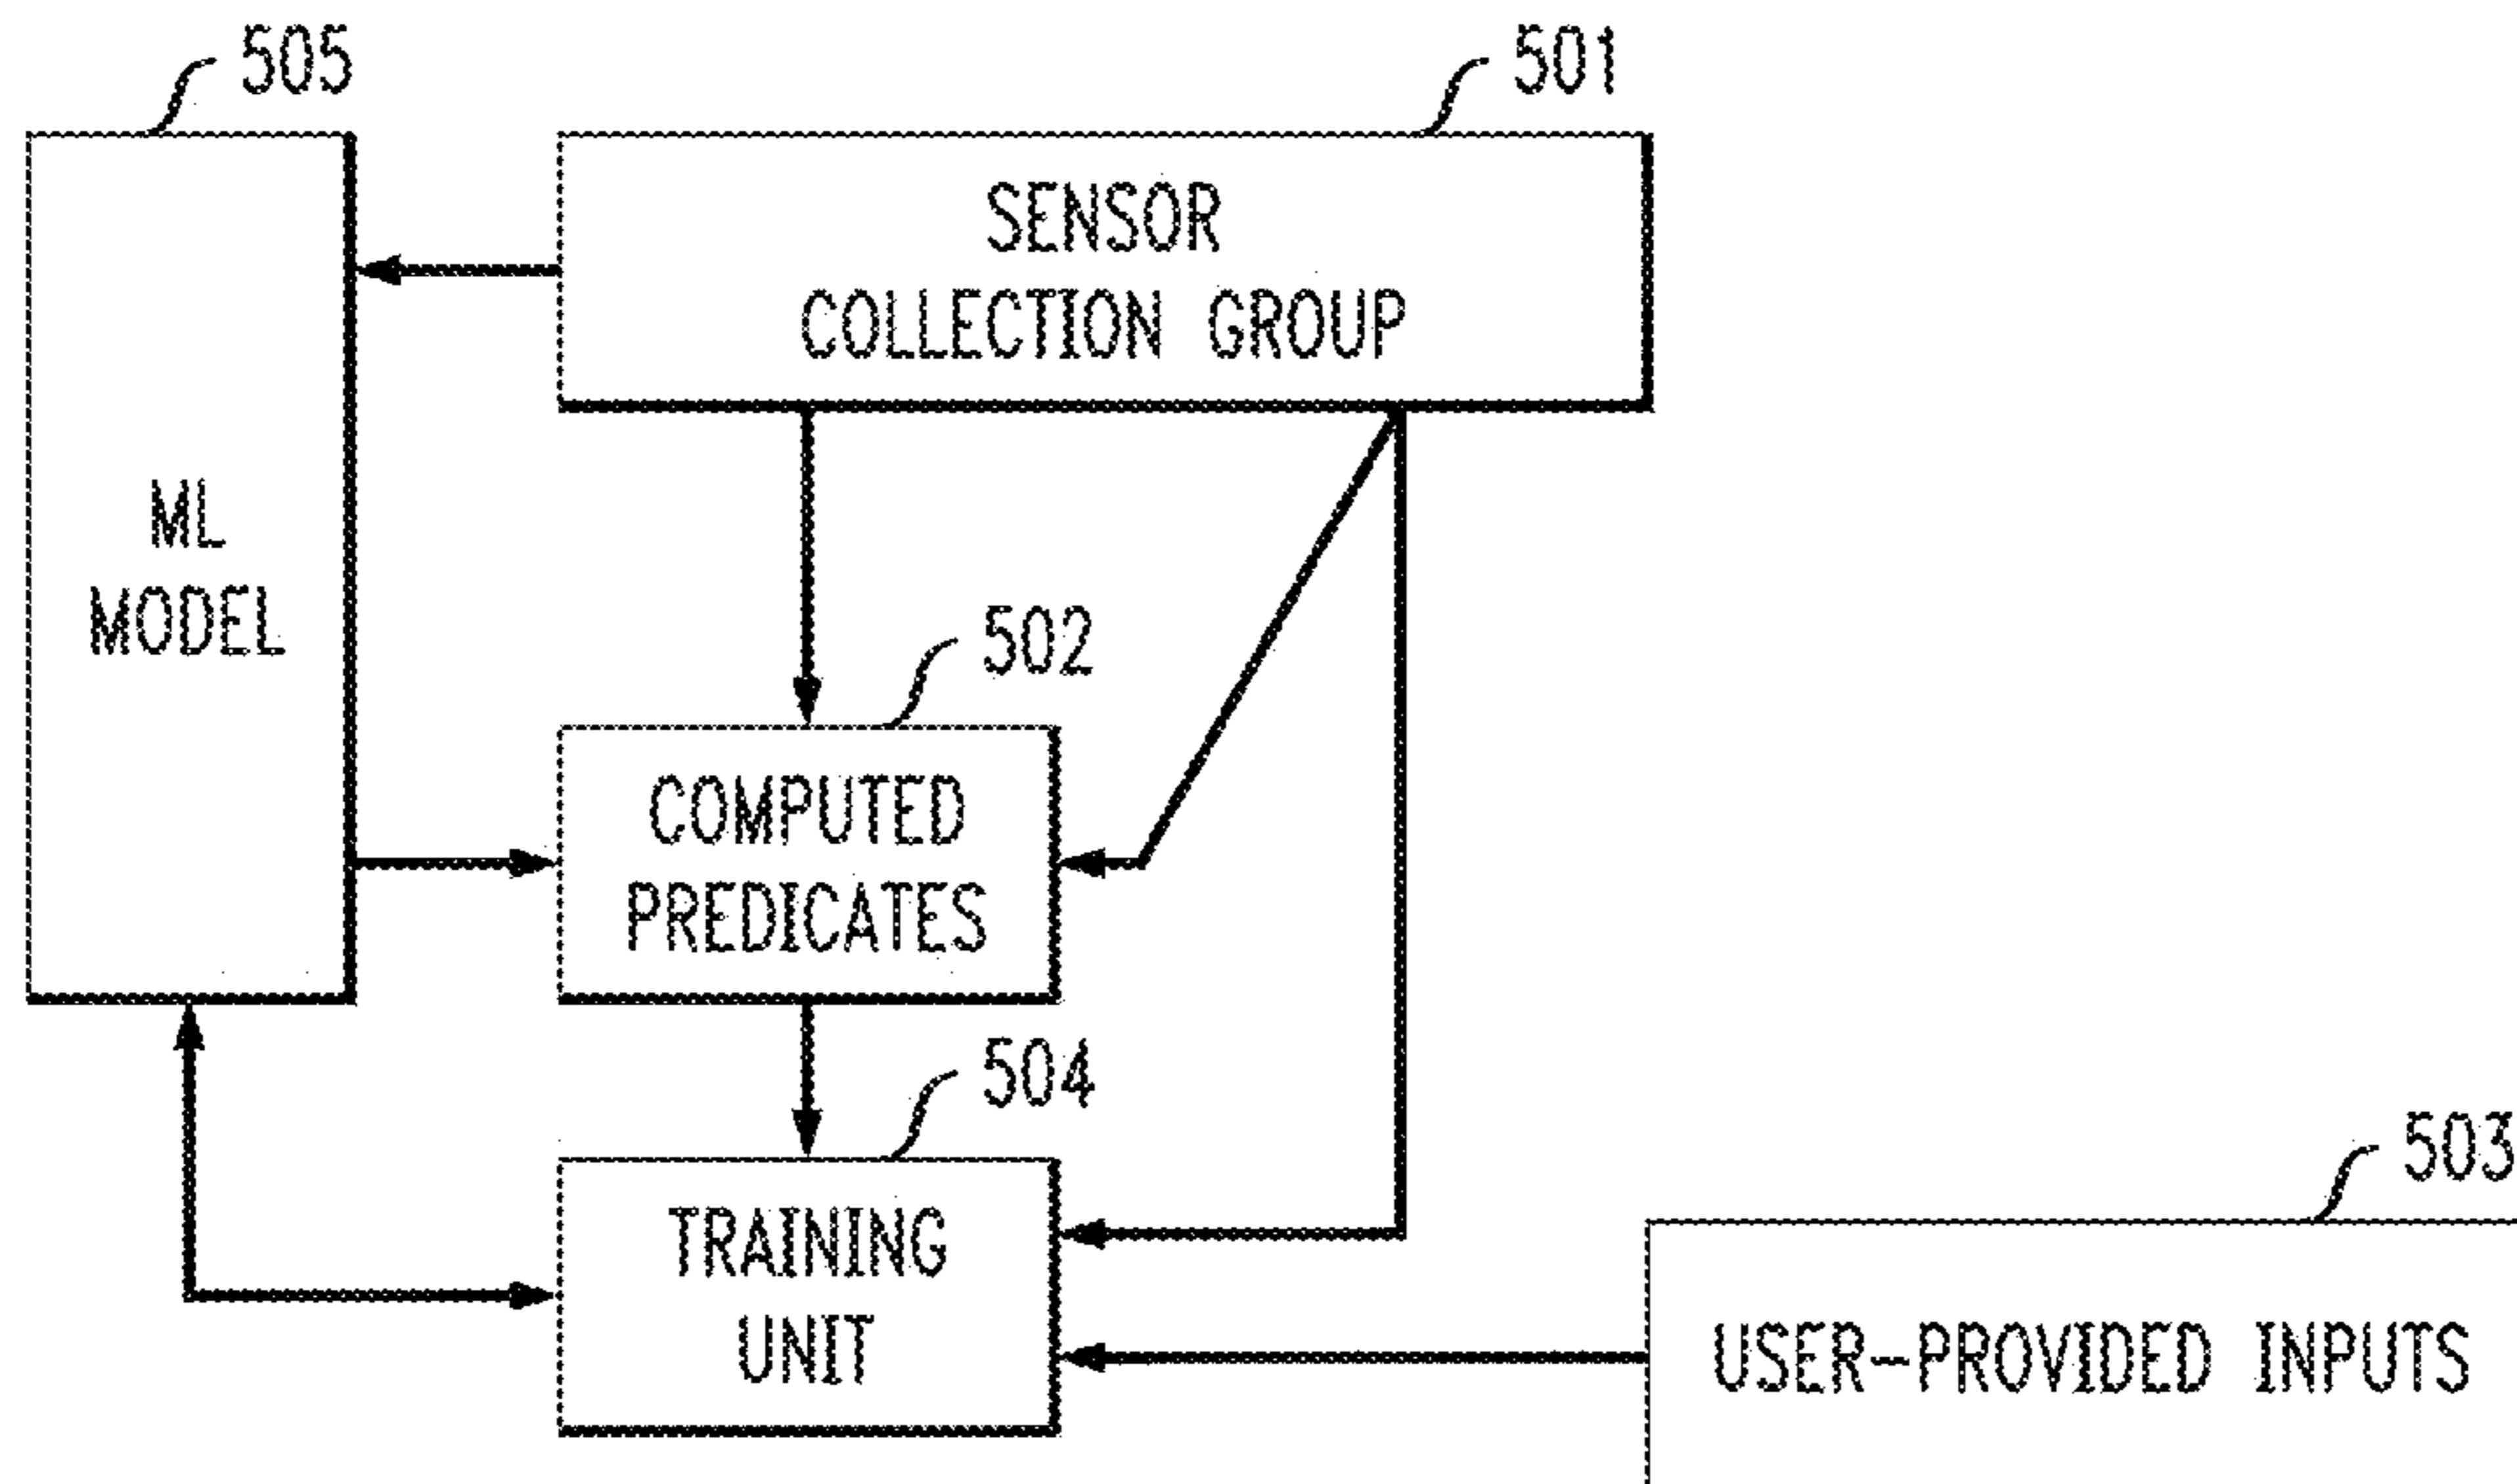 505
501
SENSOR
COLLECTION GROUP
ML
MODEL
502
COMPUTED
PREDICATES
504
503
TRAINING
UNIT
USER-PROVIDED INPUTS